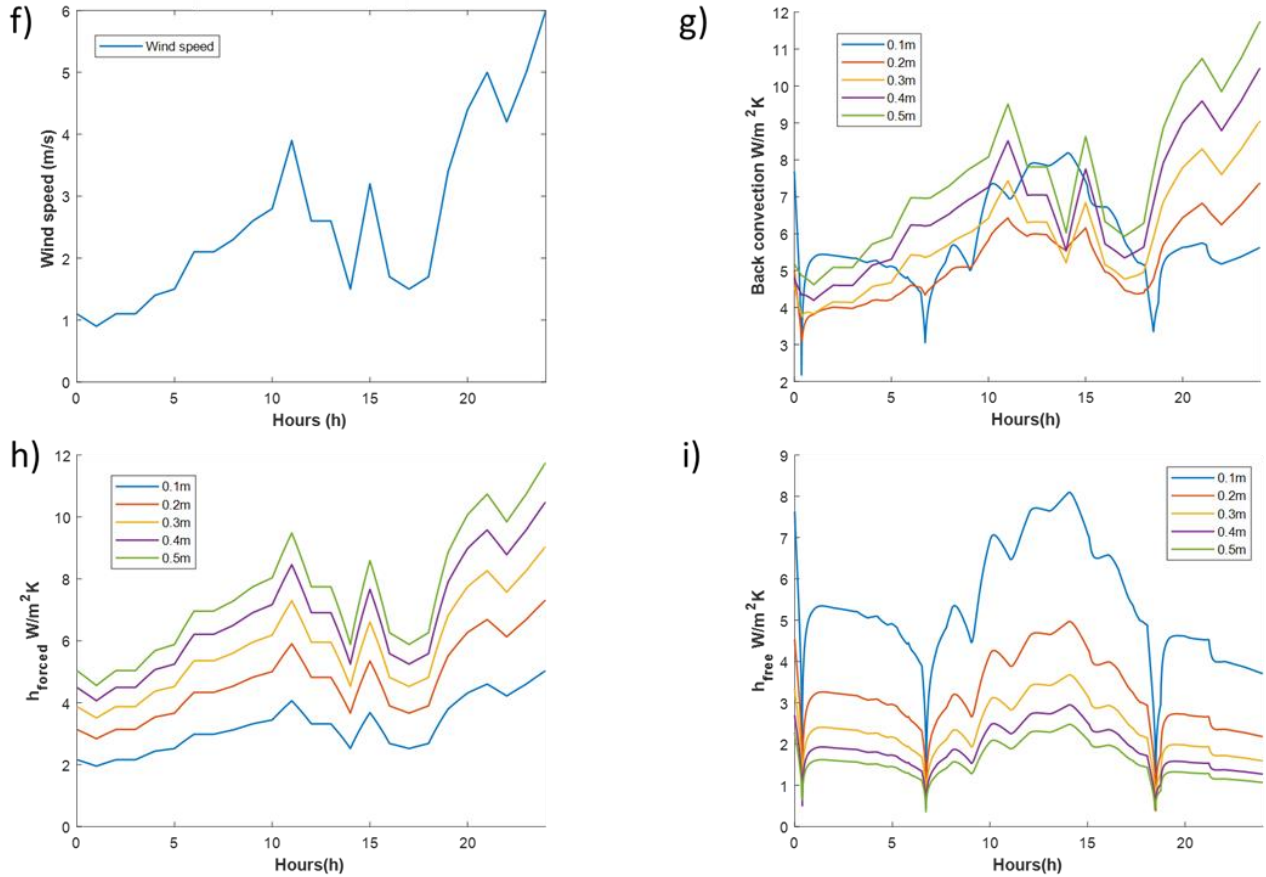 f)
6
5
4
3
2
1
0
Wind speed (m/s)
Wind speed
0 5 10 15 20
Hours (h)
g)
12
11
10
9
8
7
6
5
4
3
2
Back convection W/m²K
0.1m
0.2m
0.3m
0.4m
0.5m
0 5 10 15 20
Hours(h)
h)
12
10
8
6
4
2
0
h_forced W/m²K
0.1m
0.2m
0.3m
0.4m
0.5m
0 5 10 15 20
Hours(h)
i)
9
8
7
6
5
4
3
2
1
0
h_free W/m²K
0.1m
0.2m
0.3m
0.4m
0.5m
0 5 10 15 20
Hours(h)